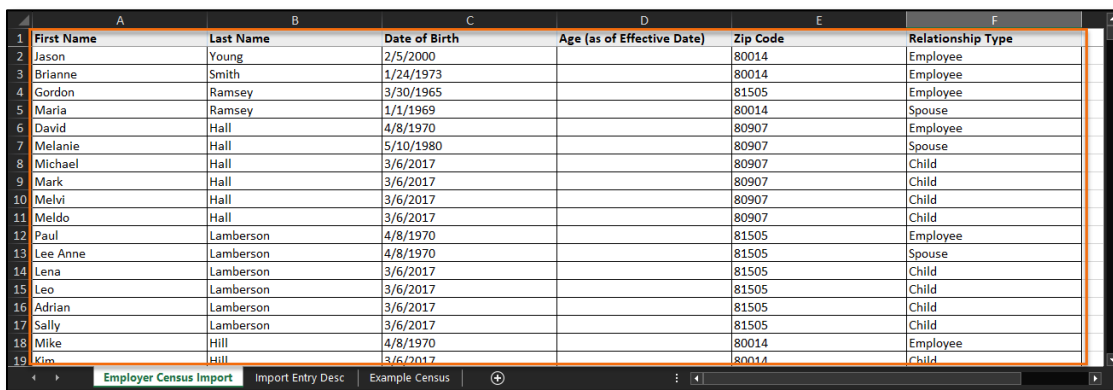 A B C D E F
1 First Name Last Name Date of Birth Age (as of Effective Date) Zip Code Relationship Type
2 Jason Young 2/5/2000 80014 Employee
3 Brianne Smith 1/24/1973 80014 Employee
4 Gordon Ramsey 3/30/1965 81505 Employee
5 Maria Ramsey 1/1/1969 80014 Spouse
6 David Hall 4/8/1970 80907 Employee
7 Melanie Hall 5/10/1980 80907 Spouse
8 Michael Hall 3/6/2017 80907 Child
9 Mark Hall 3/6/2017 80907 Child
10 Melvi Hall 3/6/2017 80907 Child
11 Meldo Hall 3/6/2017 80907 Child
12 Paul Lamberson 4/8/1970 81505 Employee
13 Lee Anne Lamberson 4/8/1970 81505 Spouse
14 Lena Lamberson 3/6/2017 81505 Child
15 Leo Lamberson 3/6/2017 81505 Child
16 Adrian Lamberson 3/6/2017 81505 Child
17 Sally Lamberson 3/6/2017 81505 Child
18 Mike Hill 4/8/1970 80014 Employee
19 Kim Hill 3/6/2017 80014 Child
Employer Census Import Import Entry Desc Example Census